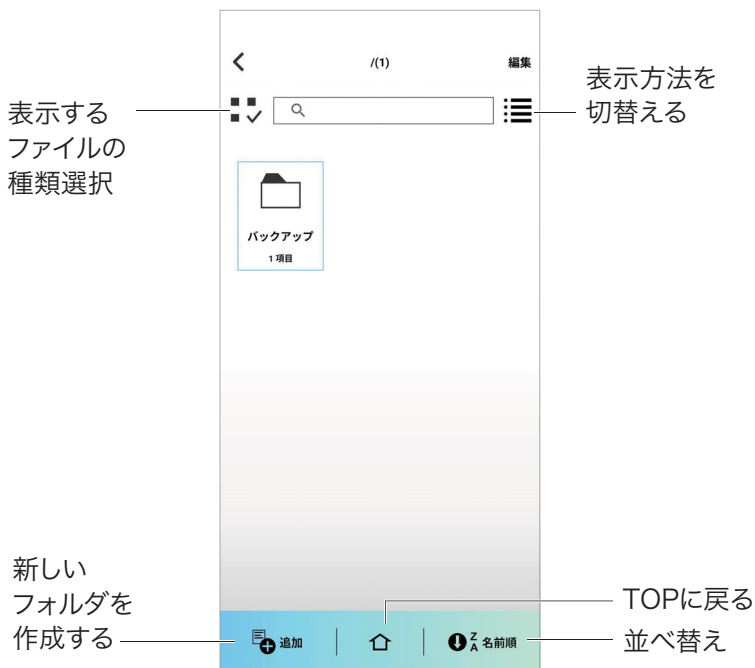 /(1)
編集
表示する
ファイルの
種類選択
表示方法を
切替える
バックアップ
1 項目
新しい
フォルダを
作成する
追加
Z
A
名前順
TOPに戻る
並べ替え